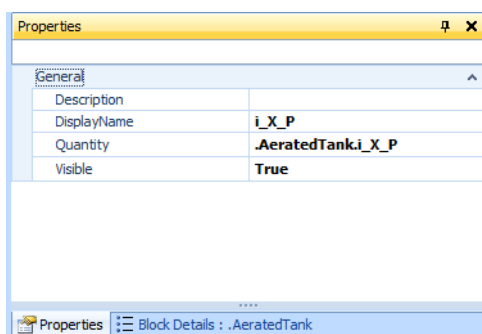 Properties
General
Description
DisplayName i_X_P
Quantity .AeratedTank.i_X_P
Visible True
Properties Block Details : .AeratedTank